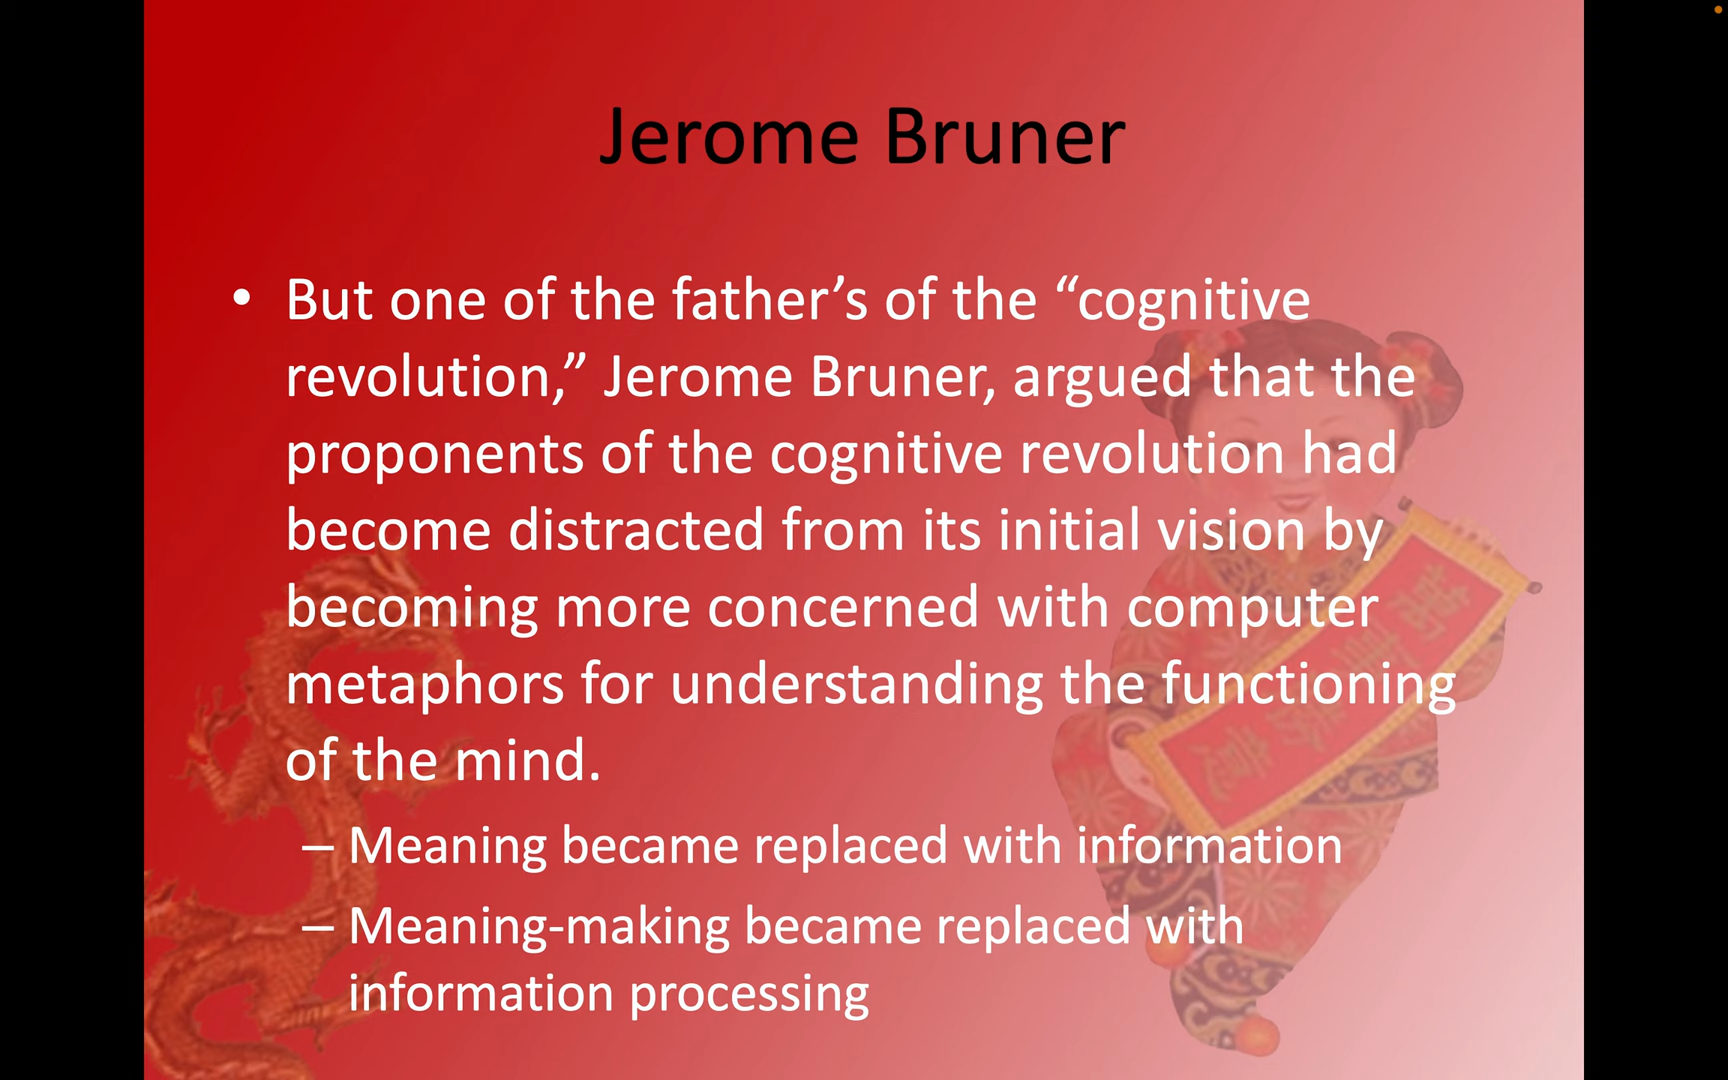 Jerome Bruner
• But one of the father’s of the “cognitive
revolution,” Jerome Bruner, argued that the
proponents of the cognitive revolution had
become distracted from its initial vision by
becoming more concerned with computer
metaphors for understanding the functioning
of the mind.
– Meaning became replaced with information
– Meaning-making became replaced with
information processing